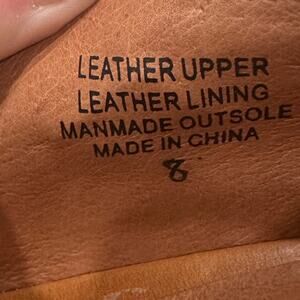 LEATHER UPPER
LEATHER LINING
MANMADE OUTSOLE
MADE IN CHINA
8